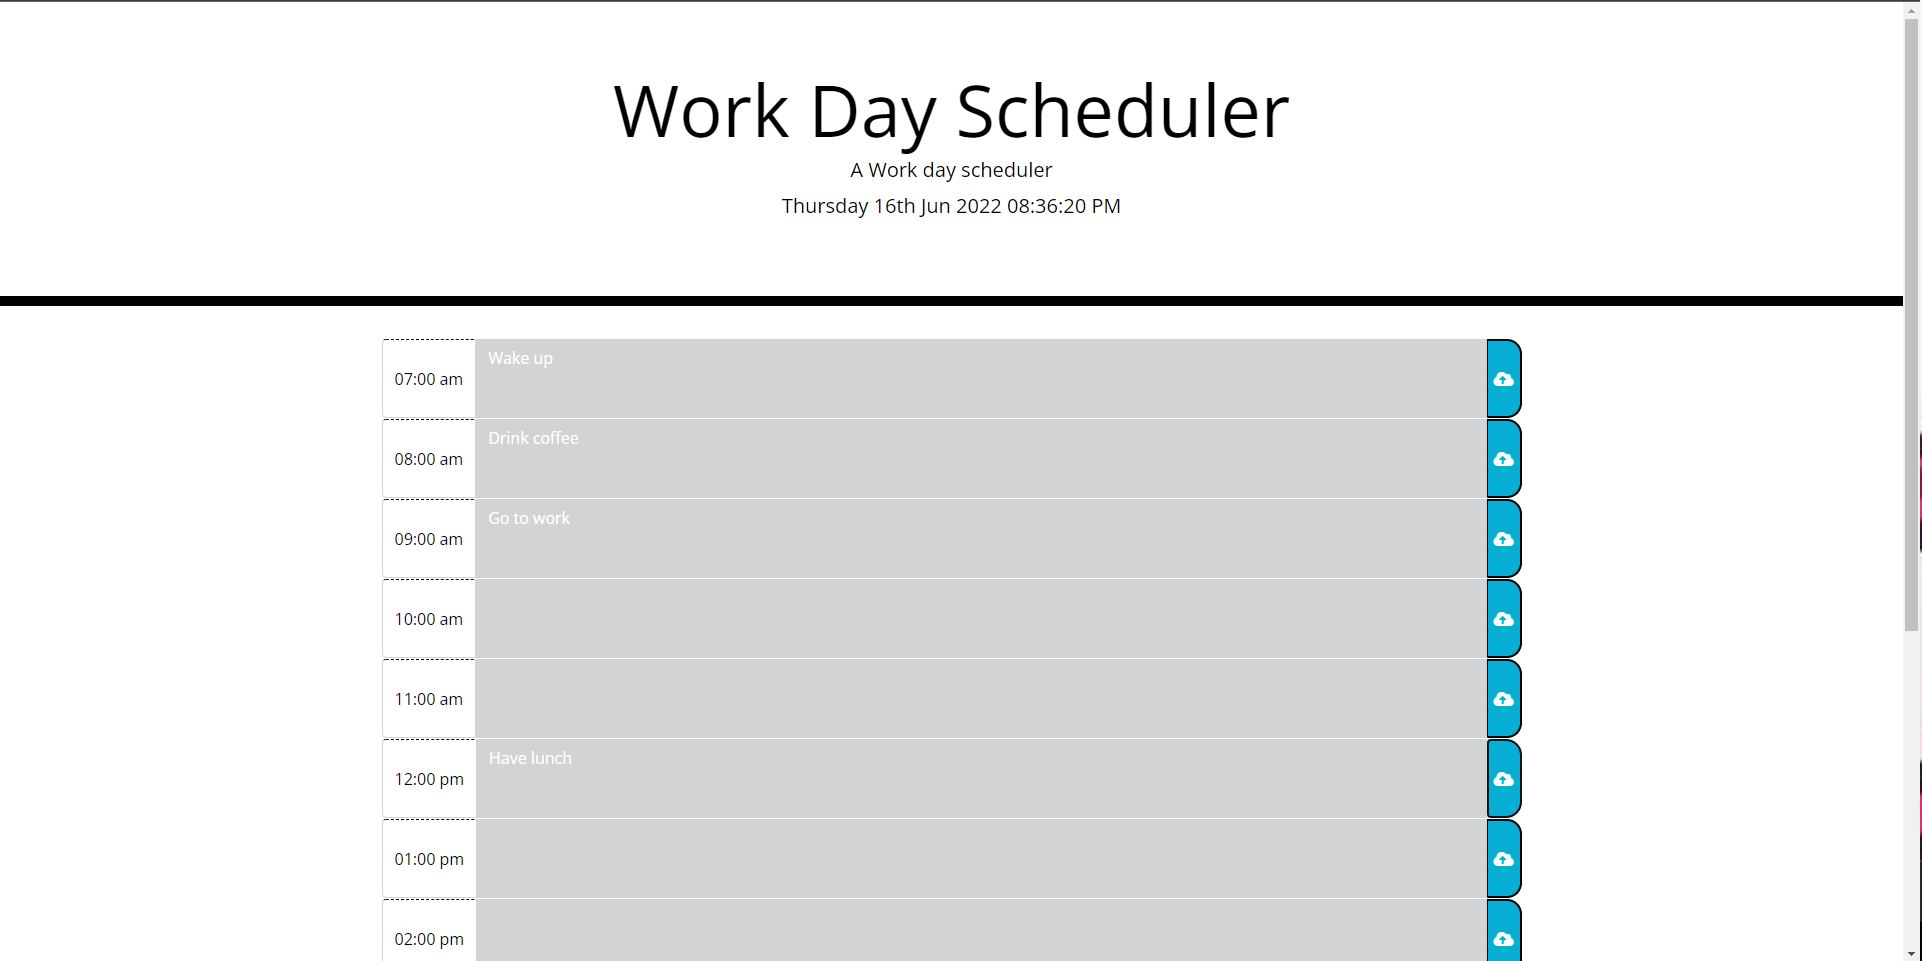 Work Day Scheduler
A Work day scheduler
Thursday 16th Jun 2022 08:36:20 PM
07:00 am Wake up
08:00 am Drink coffee
09:00 am Go to work
10:00 am
11:00 am
12:00 pm Have lunch
01:00 pm
02:00 pm